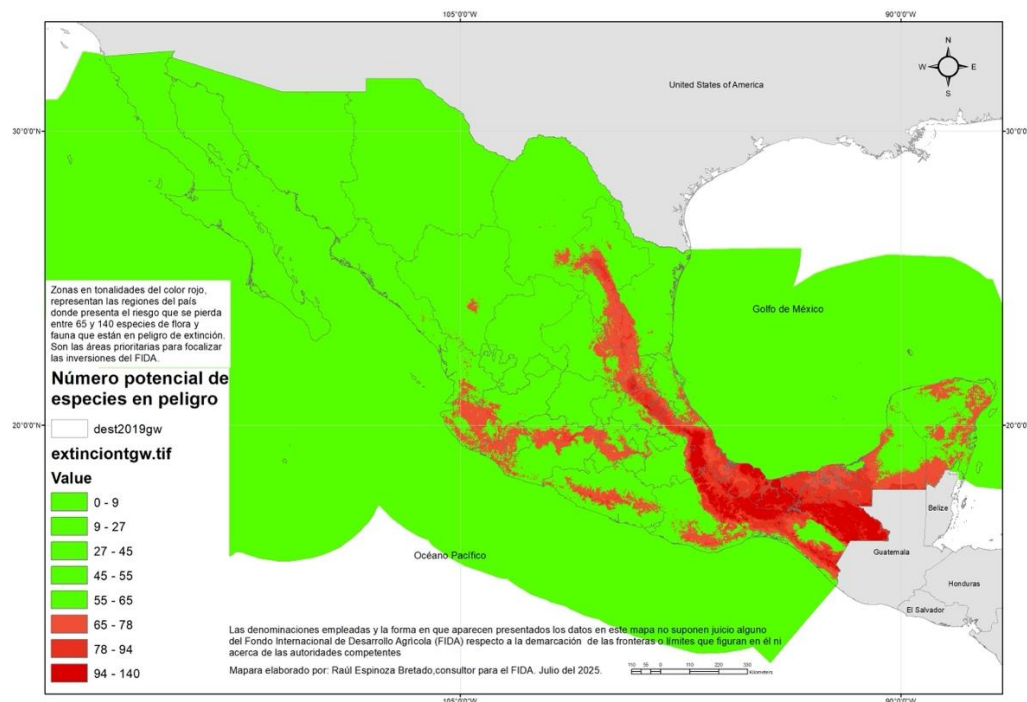 105°0'0"W
90°0'0"W
N
W
E
S
United States of America
30°0'0"N
30°0'0"N
Zonas en tonalidades del color rojo,
representan las regiones del país
donde presenta el riesgo que se pierda
entre 65 y 140 especies de flora y
fauna que están en peligro de extinción.
Son las áreas prioritarias para focalizar
las inversiones del FIDA.
Golfo de México
Número potencial de
especies en peligro
dest2019gw
extinciontgw.tif
Value
0 - 9
9 - 27
27 - 45
45 - 55
55 - 65
65 - 78
78 - 94
94 - 140
20°0'0"N
Belize
Guatemala
Honduras
El Salvador
Océano Pacífico
Las denominaciones empleadas y la forma en que aparecen presentados los datos en este mapa no suponen juicio alguno
del Fondo Internacional de Desarrollo Agrícola (FIDA) respecto a la demarcación de las fronteras o límites que figuran en él ni
acerca de las autoridades competentes
Mapara elaborado por: Raúl Espinoza Bretado,consultor para el FIDA. Julio del 2025.
110 55 0 110 220 330
Kilometers
105°0'0"W
90°0'0"W